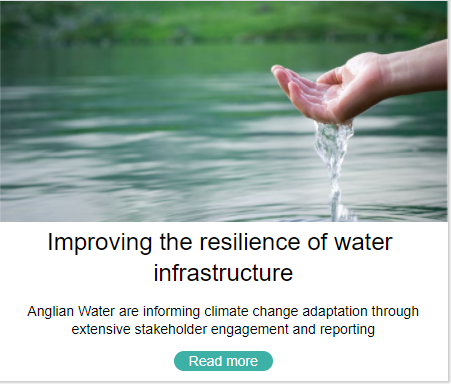 Improving the resilience of water
infrastructure
Anglian Water are informing climate change adaptation through
extensive stakeholder engagement and reporting
Read more